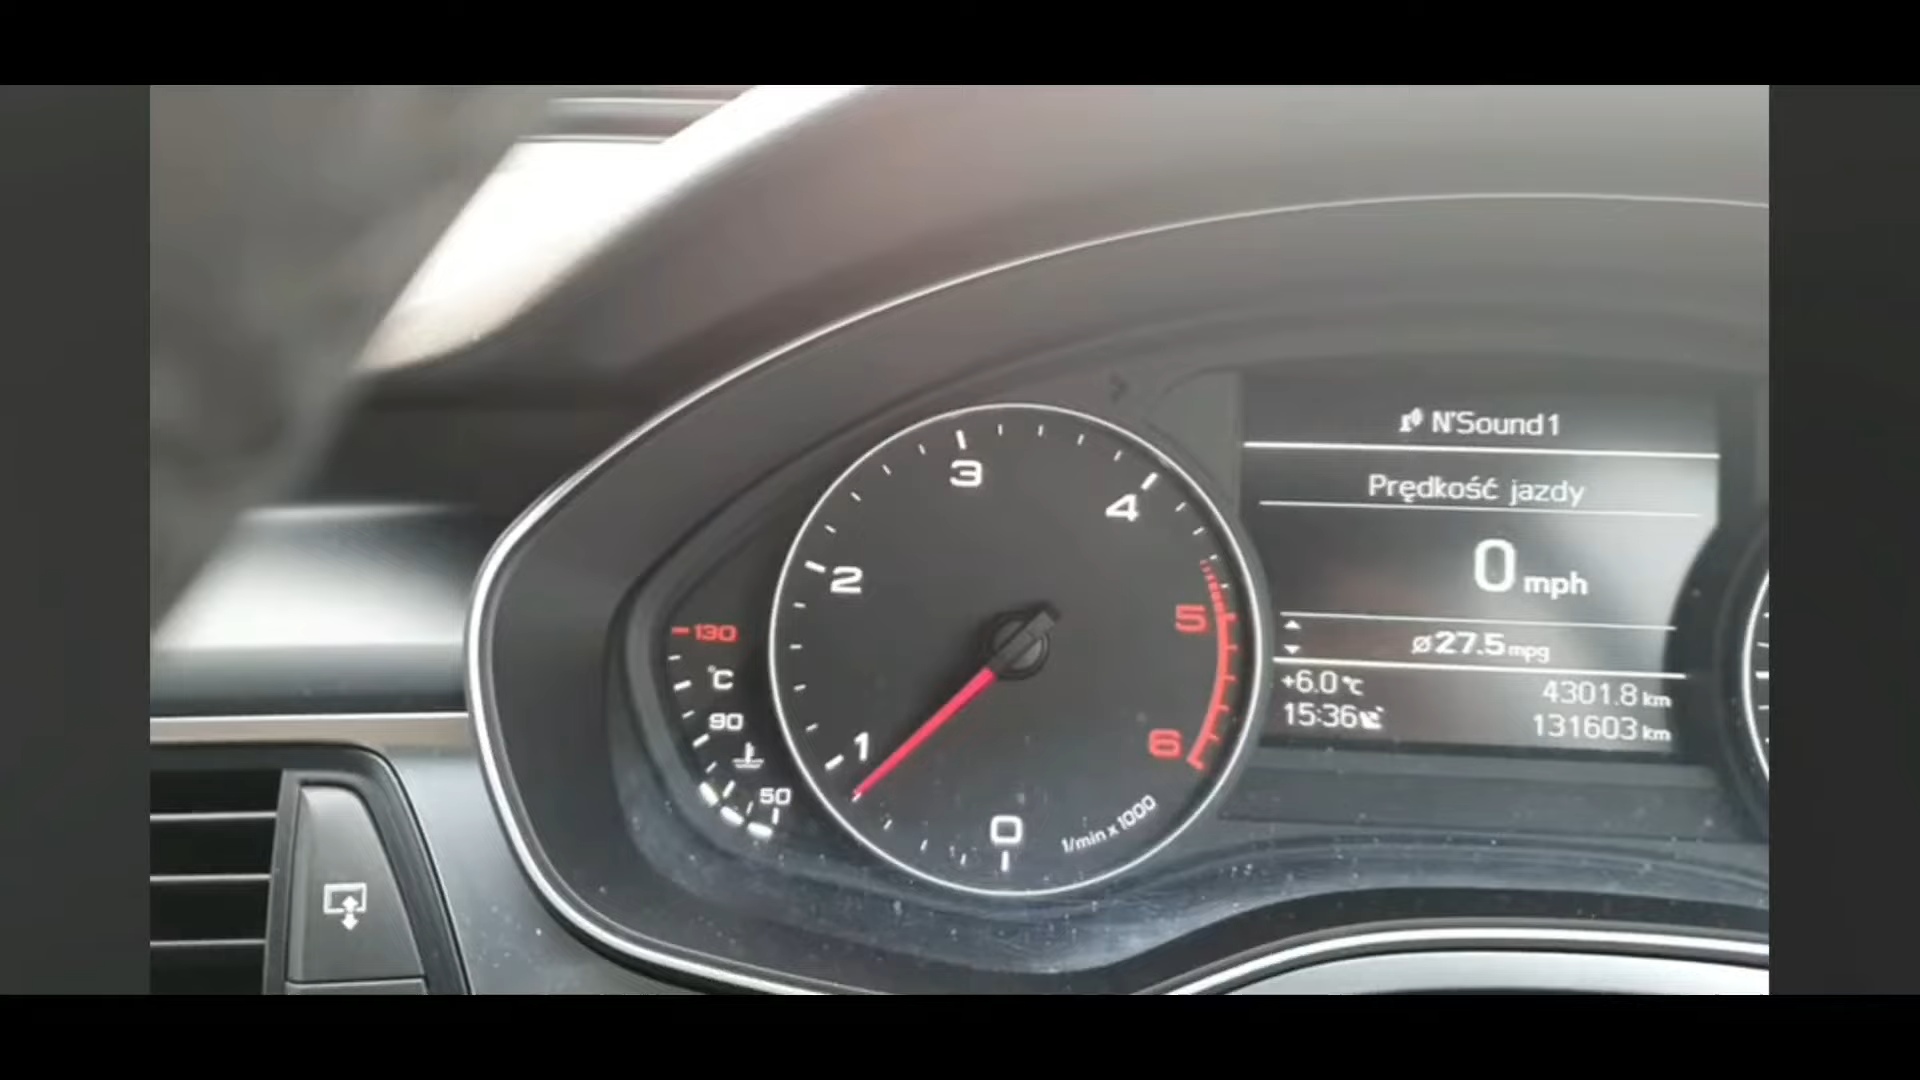 3
4
2
5
1
6
0
1/min x 1000
130
°C
90
50
N'Sound1
Prędkość jazdy
0 mph
ø27.5 mpg
+6.0 °C
4301.8 km
15:36
131603 km